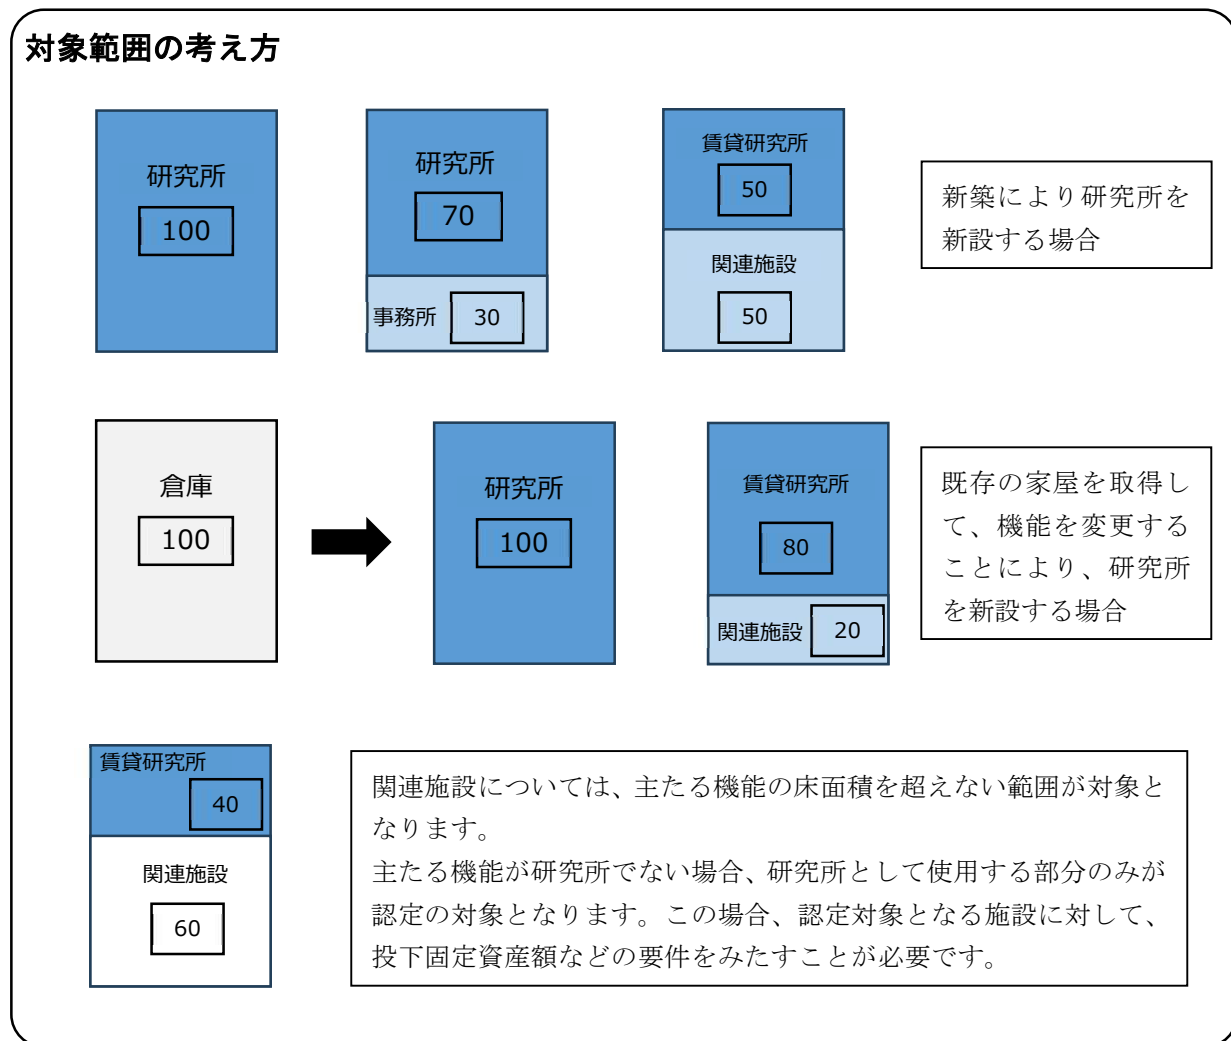 対象範囲の考え方
研究所
100
研究所
70
事務所 30
賃貸研究所
50
関連施設
50
新築により研究所を
新設する場合
倉庫
100
研究所
100
賃貸研究所
80
関連施設 20
既存の家屋を取得し
て、機能を変更する
ことにより、研究所
を新設する場合
賃貸研究所
40
関連施設
60
関連施設については、主たる機能の床面積を超えない範囲が対象と
なります。
主たる機能が研究所でない場合、研究所として使用する部分のみが
認定の対象となります。この場合、認定対象となる施設に対して、
投下固定資産額などの要件をみたすことが必要です。